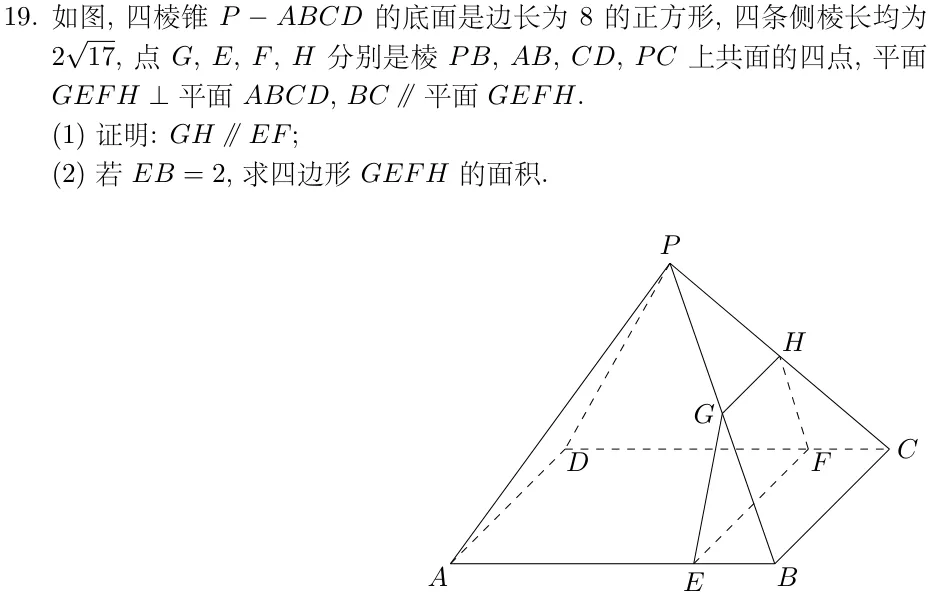 19. 如图, 四棱锥 P − ABCD 的底面是边长为 8 的正方形, 四条侧棱长均为
2√17, 点 G, E, F, H 分别是棱 PB, AB, CD, PC 上共面的四点, 平面
GEFH ⊥ 平面 ABCD, BC ∥ 平面 GEFH.
(1) 证明: GH ∥ EF;
(2) 若 EB = 2, 求四边形 GEFH 的面积.
P
H
G
D
F
C
A
E
B